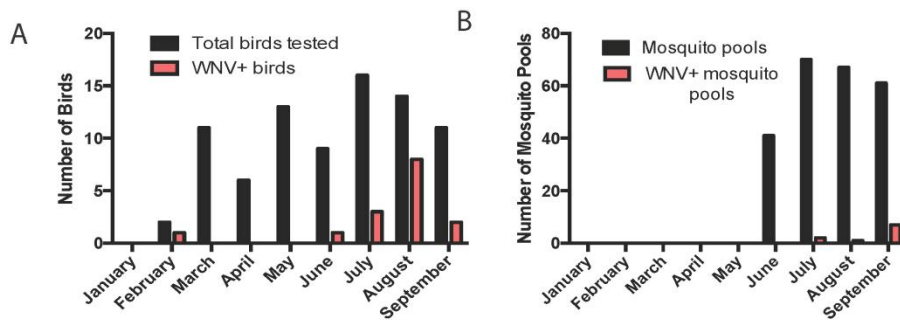 A
Number of Birds
20
15
10
5
0
Total birds tested
WNV+ birds
January
February
March
April
May
June
July
August
September
B
Number of Mosquito Pools
80
60
40
20
0
Mosquito pools
WNV+ mosquito
pools
January
February
March
April
May
June
July
August
September